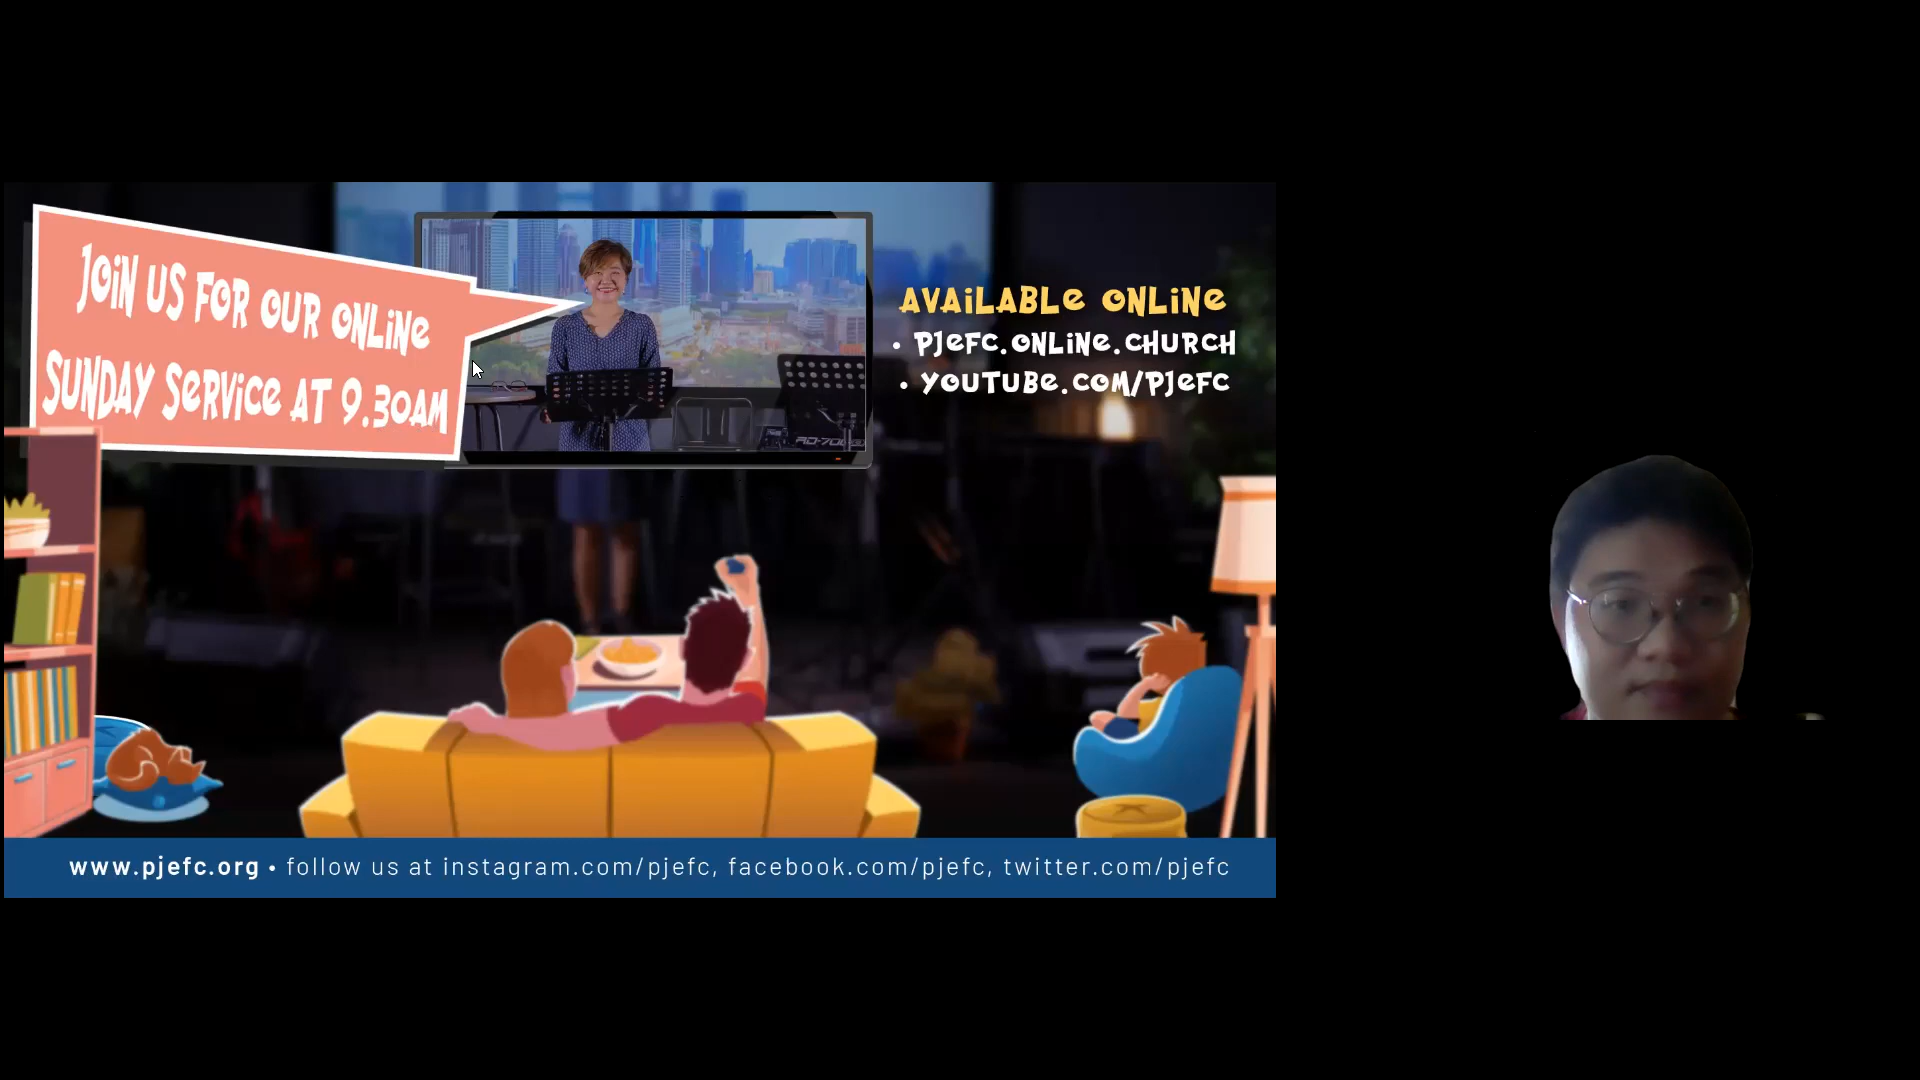 JOiN US FOR OUR ONLiNe
SUNDAY SeRViCe AT 9.30AM
AVAiLABLe ONLiNe
• PJeFC.ONLiNe.CHURCH
• YOUTUBe.COM/PJeFC
www.pjefc.org • follow us at instagram.com/pjefc, facebook.com/pjefc, twitter.com/pjefc